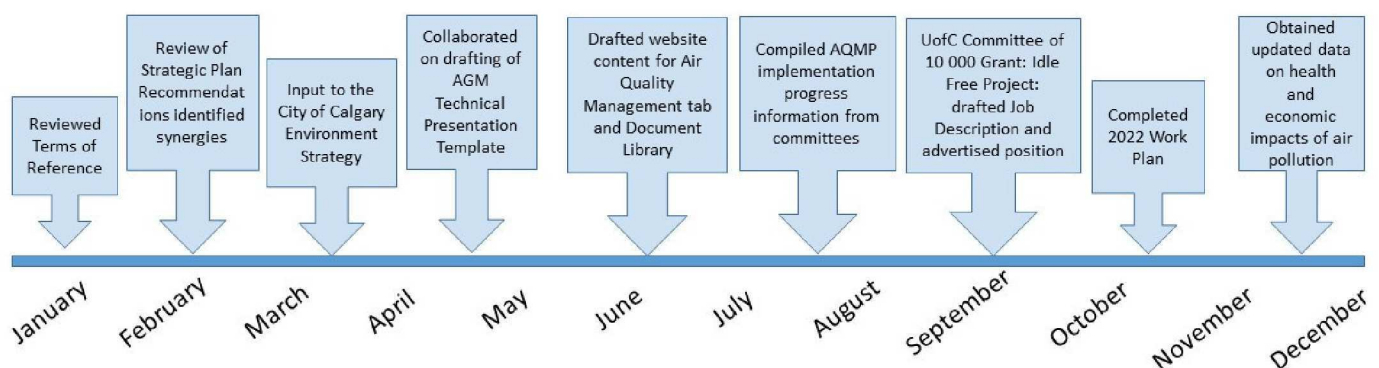 Reviewed
Terms of
Reference
Review of
Strategic Plan
Recommendat
ions identified
synergies
Input to the
City of Calgary
Environment
Strategy
Collaborated
on drafting of
AGM
Technical
Presentation
Template
Drafted website
content for Air
Quality
Management tab
and Document
Library
Compiled AQMP
implementation
progress
information from
committees
UofC Committee of
10 000 Grant: Idle
Free Project:
drafted Job
Description and
advertised position
Completed
2022 Work
Plan
Obtained
updated data
on health
and
economic
impacts of air
pollution
January
February
March
April
May
June
July
August
September
October
November
December